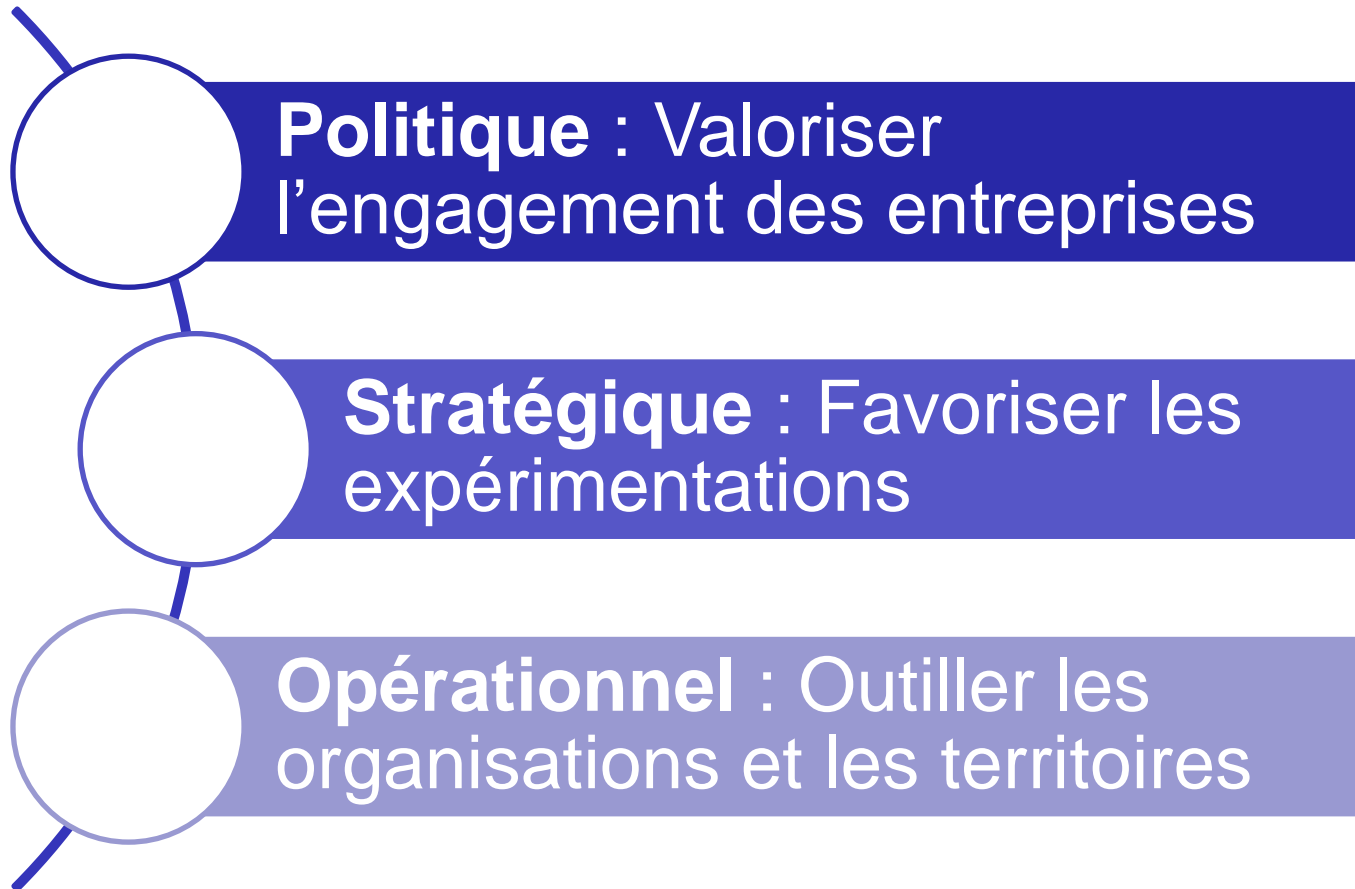 Politique : Valoriser
l’engagement des entreprises
Stratégique : Favoriser les
expérimentations
Opérationnel : Outiller les
organisations et les territoires